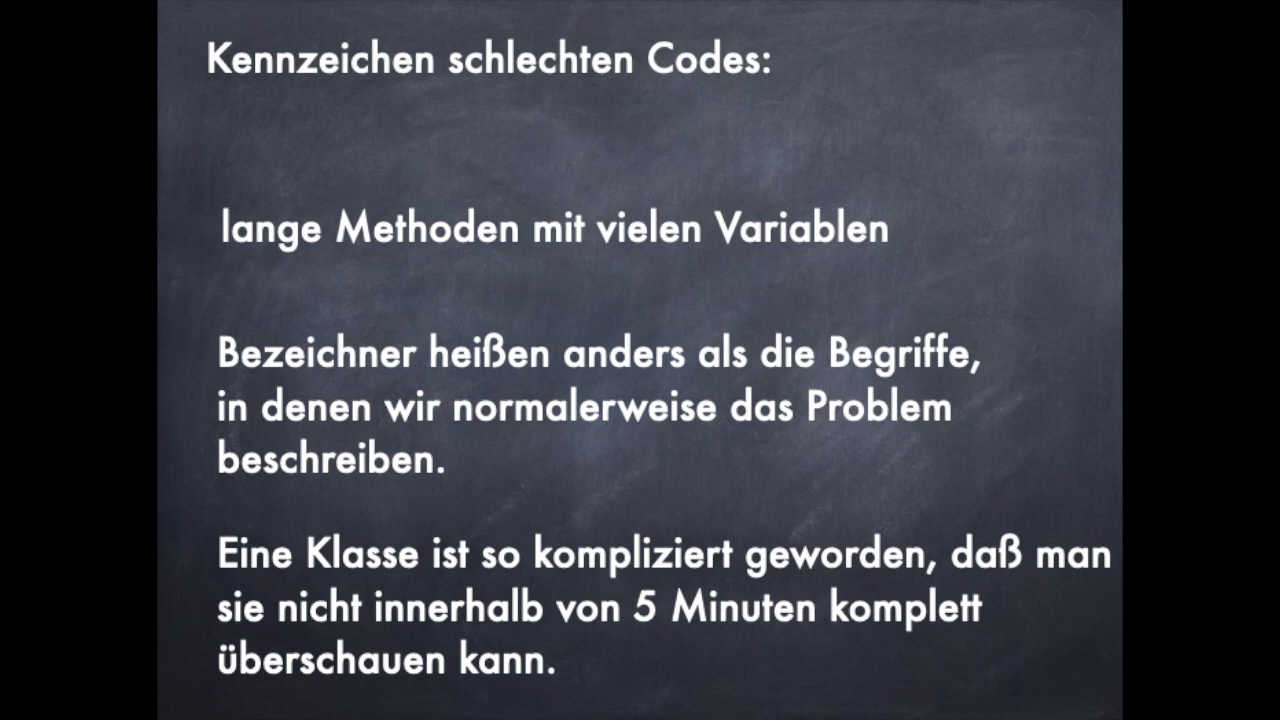 Kennzeichen schlechten Codes:
lange Methoden mit vielen Variablen
Bezeichner heißen anders als die Begriffe,
in denen wir normalerweise das Problem
beschreiben.
Eine Klasse ist so kompliziert geworden, daß man
sie nicht innerhalb von 5 Minuten komplett
überschauen kann.